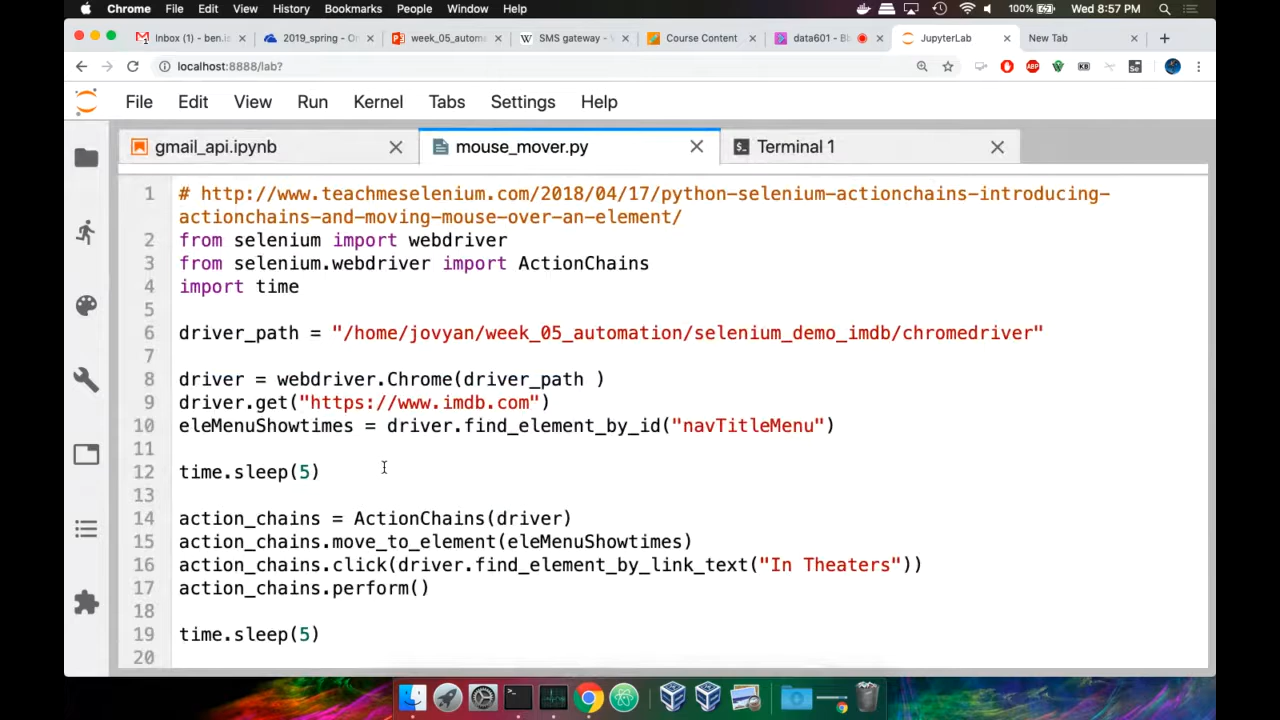 Chrome File Edit View History Bookmarks People Window Help 100% Wed 8:57 PM
Inbox (1) - ben.is 2019_spring - On week_05_autom SMS gateway - Course Content data601 - Bb JupyterLab New Tab
localhost:8888/lab?
File Edit View Run Kernel Tabs Settings Help
gmail_api.ipynb mouse_mover.py Terminal 1
1 # http://www.teachmeselenium.com/2018/04/17/python-selenium-actionchains-introducing-
actionchains-and-moving-mouse-over-an-element/
2 from selenium import webdriver
3 from selenium.webdriver import ActionChains
4 import time
5
6 driver_path = "/home/jovyan/week_05_automation/selenium_demo_imdb/chromedriver"
7
8 driver = webdriver.Chrome(driver_path )
9 driver.get("https://www.imdb.com")
10 eleMenuShowtimes = driver.find_element_by_id("navTitleMenu")
11
12 time.sleep(5)
13
14 action_chains = ActionChains(driver)
15 action_chains.move_to_element(eleMenuShowtimes)
16 action_chains.click(driver.find_element_by_link_text("In Theaters"))
17 action_chains.perform()
18
19 time.sleep(5)
20